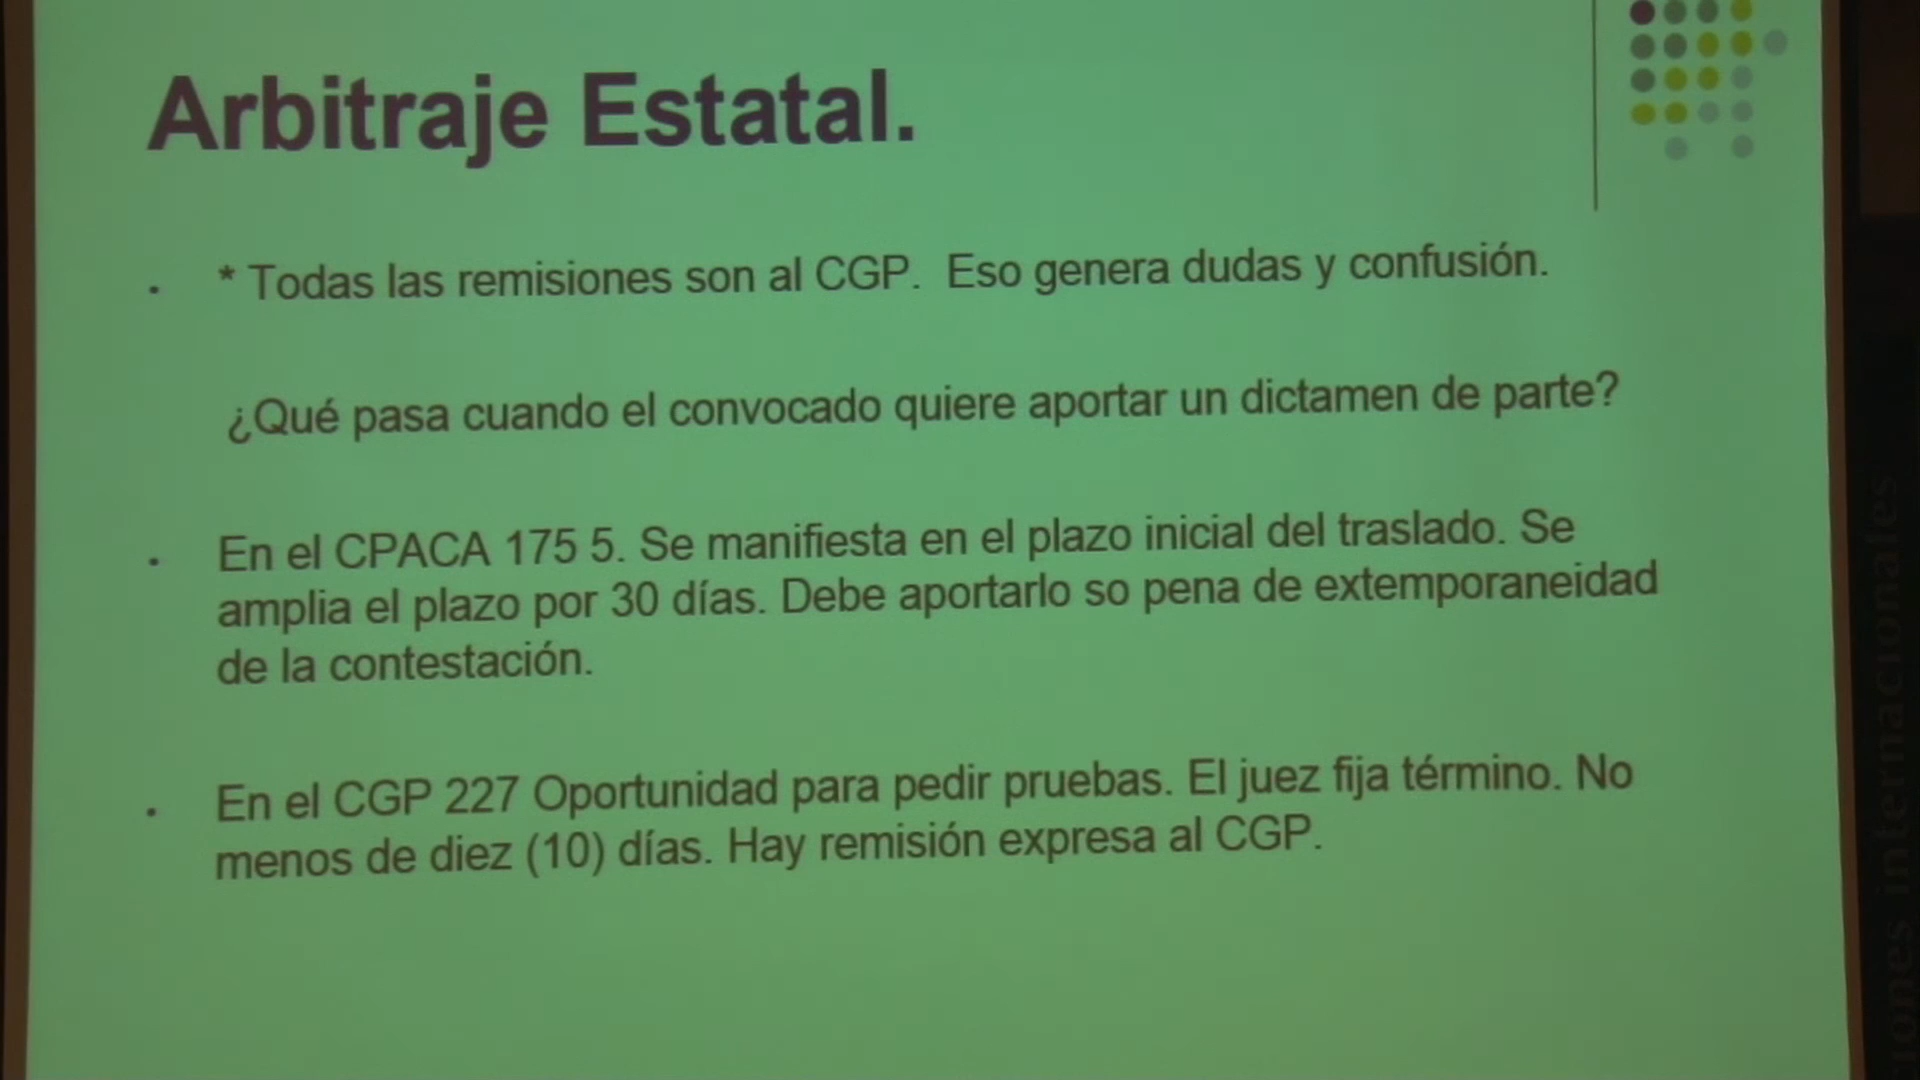 Arbitraje Estatal.
* Todas las remisiones son al CGP. Eso genera dudas y confusión.
¿Qué pasa cuando el convocado quiere aportar un dictamen de parte?
En el CPACA 175 5. Se manifiesta en el plazo inicial del traslado. Se
amplia el plazo por 30 días. Debe aportarlo so pena de extemporaneidad
de la contestación.
En el CGP 227 Oportunidad para pedir pruebas. El juez fija término. No
menos de diez (10) días. Hay remisión expresa al CGP.
internacionales